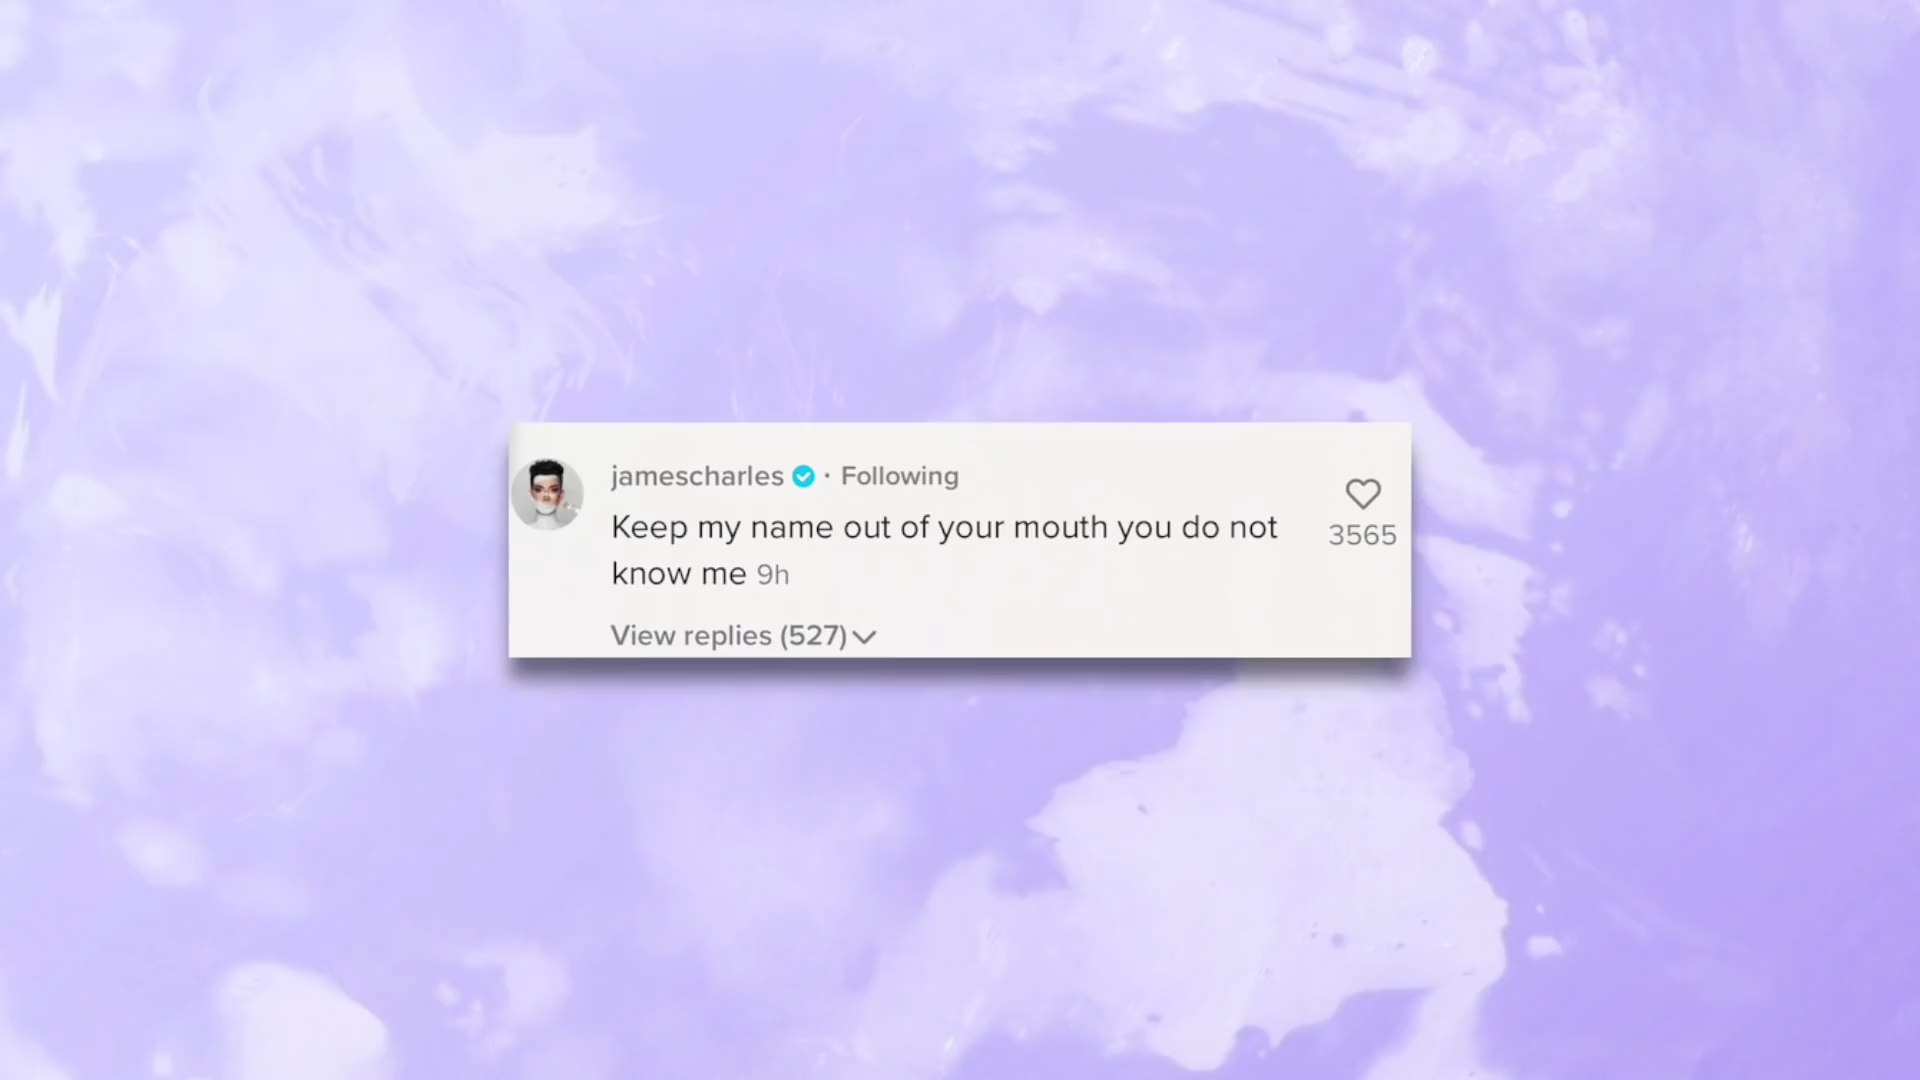 jamescharles · Following
Keep my name out of your mouth you do not
know me 9h
3565
View replies (527)